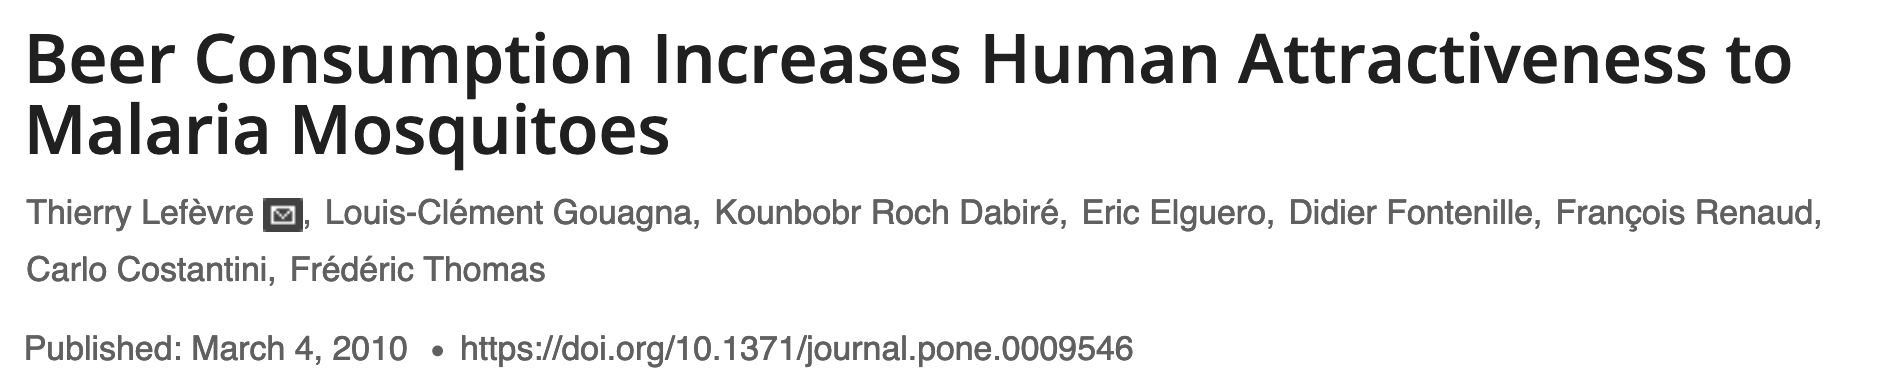 Beer Consumption Increases Human Attractiveness to
Malaria Mosquitoes
Thierry Lefèvre, Louis-Clément Gouagna, Kounbobr Roch Dabiré, Eric Elguero, Didier Fontenille, François Renaud,
Carlo Costantini, Frédéric Thomas
Published: March 4, 2010 • https://doi.org/10.1371/journal.pone.0009546